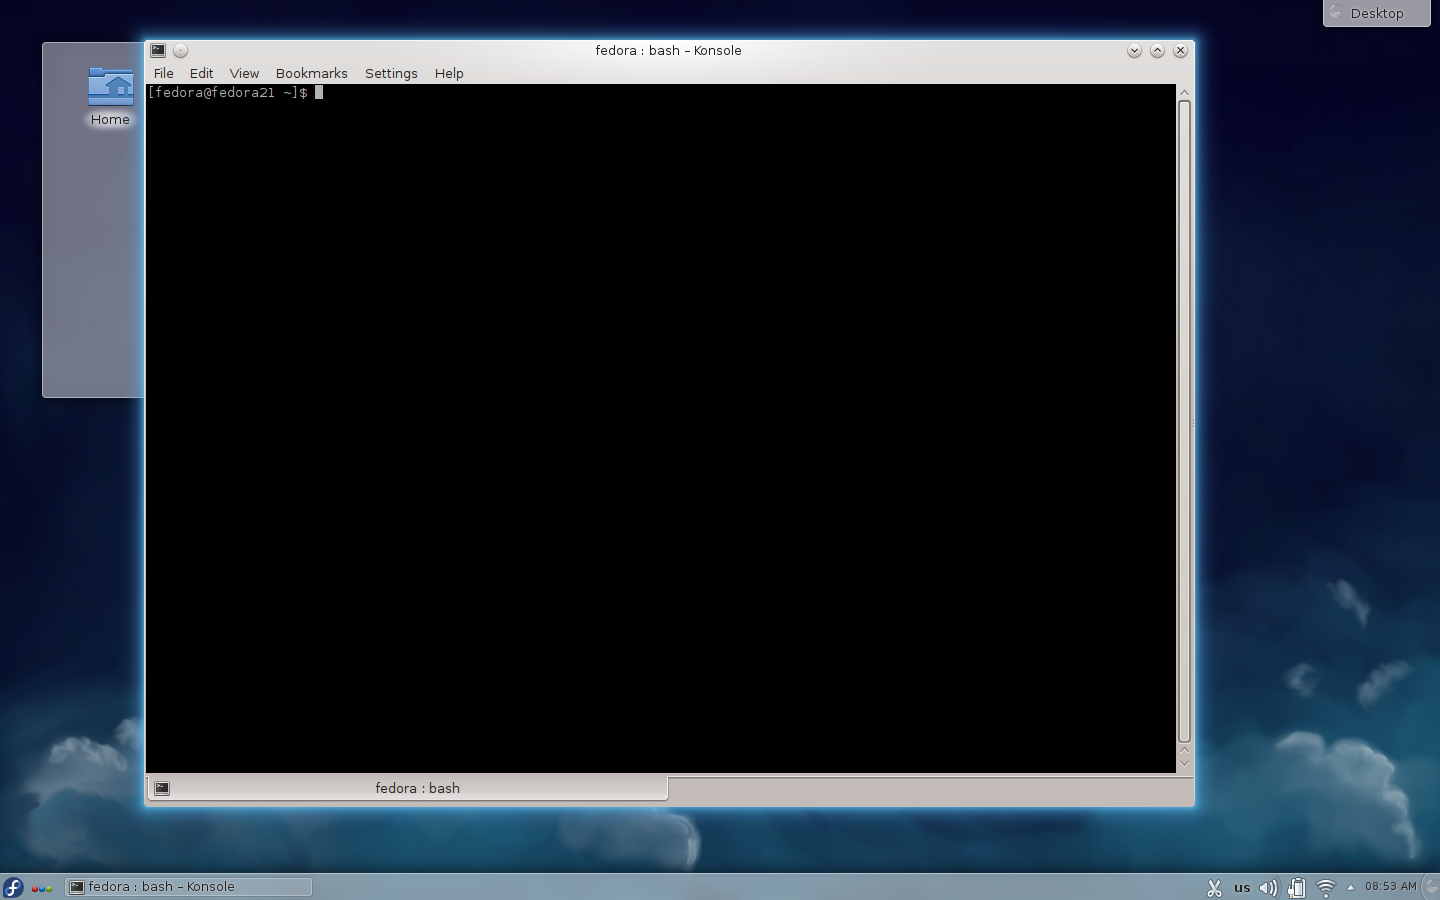 Desktop
fedora : bash – Konsole
File Edit View Bookmarks Settings Help
[fedora@fedora21 ~]$
Home
fedora : bash
fedora : bash – Konsole
us
08:53 AM